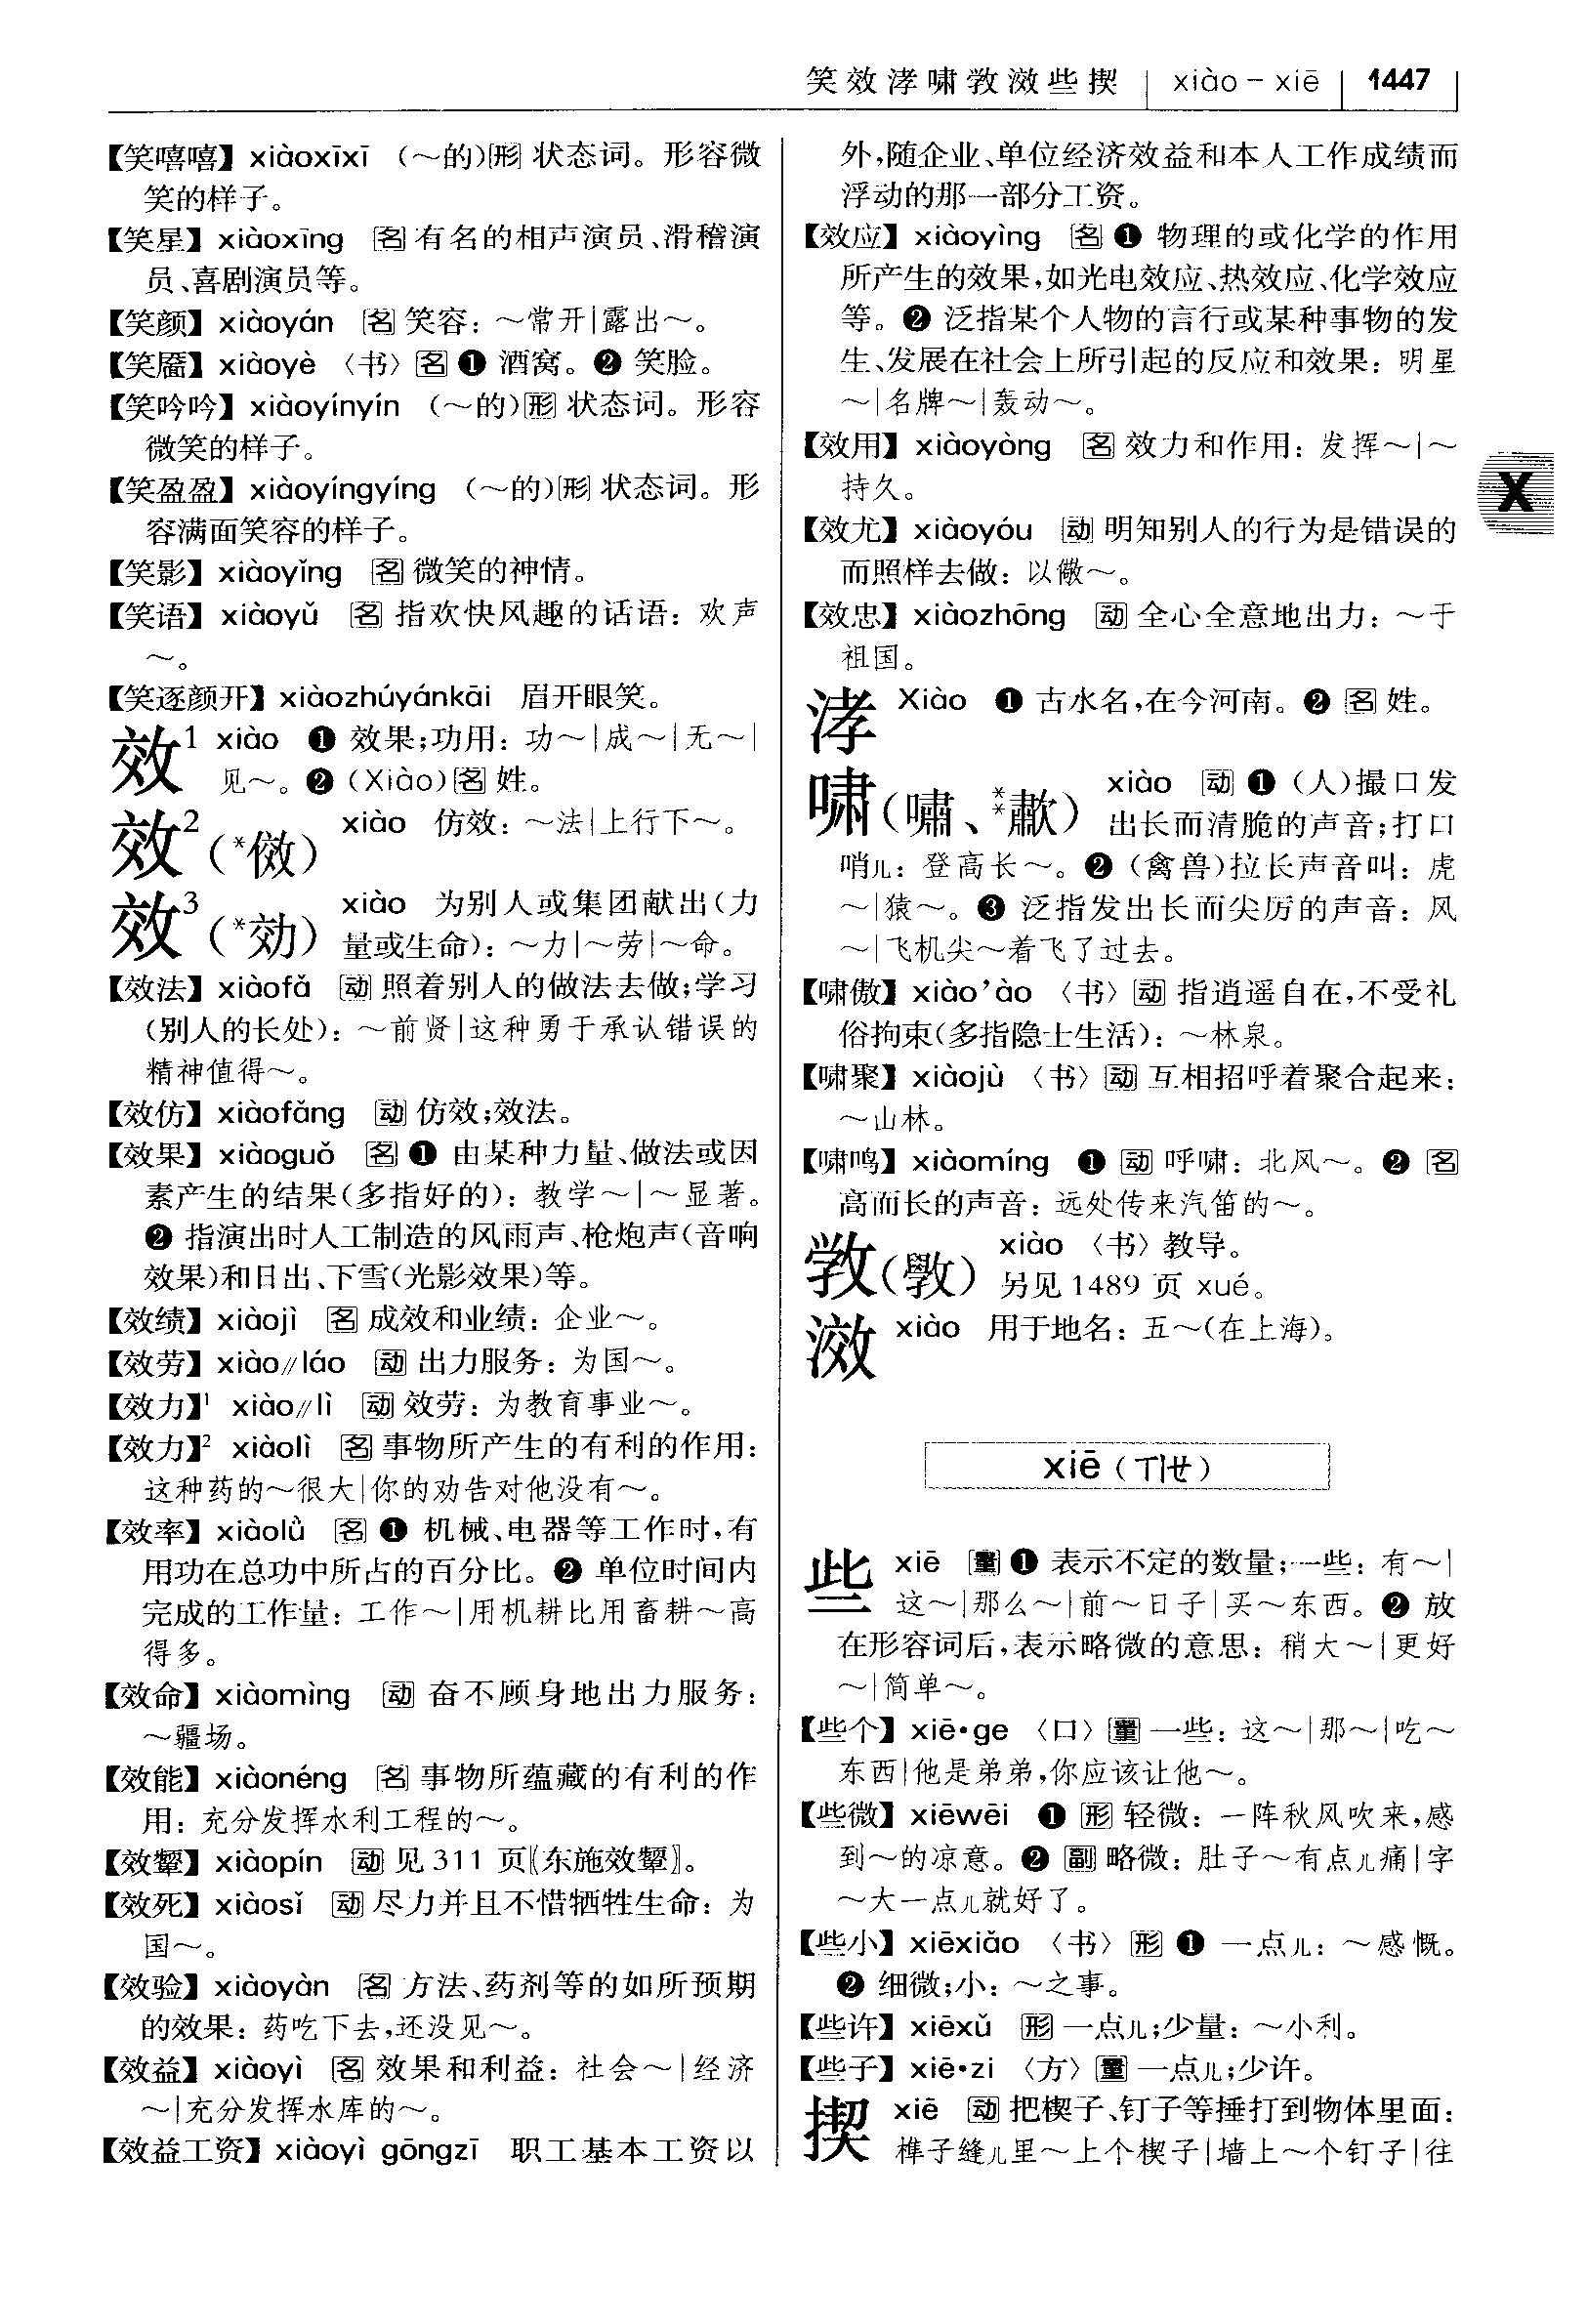 笑效涍啸敩滧些揳 xiào－xiē 1447
【笑嘻嘻】xiàoxīxī （～的）形 状态词。形容微
笑的样子。
【笑星】xiàoxīng 名 有名的相声演员、滑稽演
员、喜剧演员等。
【笑颜】xiàoyán 名 笑容：～常开|露出～。
【笑靥】xiàoyè 〈书〉名 ❶ 酒窝。❷ 笑脸。
【笑吟吟】xiàoyínyín （～的）形 状态词。形容
微笑的样子。
【笑盈盈】xiàoyíngyíng （～的）形 状态词。形
容满面笑容的样子。
【笑影】xiàoyǐng 名 微笑的神情。
【笑语】xiàoyǔ 名 指欢快风趣的话语：欢声
～。
【笑逐颜开】xiàozhúyánkāi 眉开眼笑。
效¹ xiào ❶ 效果；功用：功～|成～|无～|
见～。❷（Xiào）名 姓。
效²（*傚） xiào 仿效：～法|上行下～。
效³（*効） xiào 为别人或集团献出（力
量或生命）：～力|～劳|～命。
【效法】xiàofǎ 动 照着别人的做法去做；学习
（别人的长处）：～前贤|这种勇于承认错误的
精神值得～。
【效仿】xiàofǎng 动 仿效；效法。
【效果】xiàoguǒ 名 ❶ 由某种力量、做法或因
素产生的结果（多指好的）：教学～|～显著。
❷ 指演出时人工制造的风雨声、枪炮声（音响
效果）和日出、下雪（光影效果）等。
【效绩】xiàojì 名 成效和业绩：企业～。
【效劳】xiào//láo 动 出力服务：为国～。
【效力】¹ xiào//lì 动 效劳：为教育事业～。
【效力】² xiàolì 名 事物所产生的有利的作用：
这种药的～很大|你的劝告对他没有～。
【效率】xiàolǜ 名 ❶ 机械、电器等工作时，有
用功在总功中所占的百分比。❷ 单位时间内
完成的工作量：工作～|用机耕比用畜耕～高
得多。
【效命】xiàomìng 动 奋不顾身地出力服务：
～疆场。
【效能】xiàonéng 名 事物所蕴藏的有利的作
用：充分发挥水利工程的～。
【效颦】xiàopín 动 见 311 页〖东施效颦〗。
【效死】xiàosǐ 动 尽力并且不惜牺牲生命：为
国～。
【效验】xiàoyàn 名 方法、药剂等的如所预期
的效果：药吃下去，还没见～。
【效益】xiàoyì 名 效果和利益：社会～|经济
～|充分发挥水库的～。
【效益工资】xiàoyì gōngzī 职工基本工资以
外，随企业、单位经济效益和本人工作成绩而
浮动的那一部分工资。
【效应】xiàoyìng 名 ❶ 物理的或化学的作用
所产生的效果，如光电效应、热效应、化学效应
等。❷ 泛指某个人物的言行或某种事物的发
生、发展在社会上所引起的反应和效果：明星
～|名牌～|轰动～。
【效用】xiàoyòng 名 效力和作用：发挥～|～
持久。
【效尤】xiàoyóu 动 明知别人的行为是错误的
而照样去做：以儆～。
【效忠】xiàozhōng 动 全心全意地出力：～于
祖国。
涍 Xiào ❶ 古水名，在今河南。❷ 名 姓。
啸（嘯、**歗） xiào 动 ❶（人）撮口发
出长而清脆的声音；打口
哨儿：登高长～。❷（禽兽）拉长声音叫：虎
～|猿～。❸ 泛指发出长而尖厉的声音：风
～|飞机尖～着飞了过去。
【啸傲】xiào’ào 〈书〉动 指逍遥自在，不受礼
俗拘束（多指隐士生活）：～林泉。
【啸聚】xiàojù 〈书〉动 互相招呼着聚合起来：
～山林。
【啸鸣】xiàomíng ❶ 动 呼啸：北风～。❷ 名
高而长的声音：远处传来汽笛的～。
敩（斆） xiào 〈书〉教导。
另见 1489 页 xué。
滧 xiào 用于地名：五～（在上海）。
X
xiē（ㄒㄧㄝ）
些 xiē 量 ❶ 表示不定的数量；一些：有～|
这～|那么～|前～日子|买～东西。❷ 放
在形容词后，表示略微的意思：稍大～|更好
～|简单～。
【些个】xiē•ge 〈口〉量 一些：这～|那～|吃～
东西|他是弟弟，你应该让他～。
【些微】xiēwēi ❶ 形 轻微：一阵秋风吹来，感
到～的凉意。❷ 副 略微：肚子～有点儿痛|字
～大一点儿就好了。
【些小】xiēxiǎo 〈书〉形 ❶ 一点儿：～感慨。
❷ 细微；小：～之事。
【些许】xiēxǔ 形 一点儿；少量：～小利。
【些子】xiē•zi 〈方〉量 一点儿；少许。
揳 xiē 动 把楔子、钉子等捶打到物体里面：
榫子缝儿里～上个楔子|墙上～个钉子|往